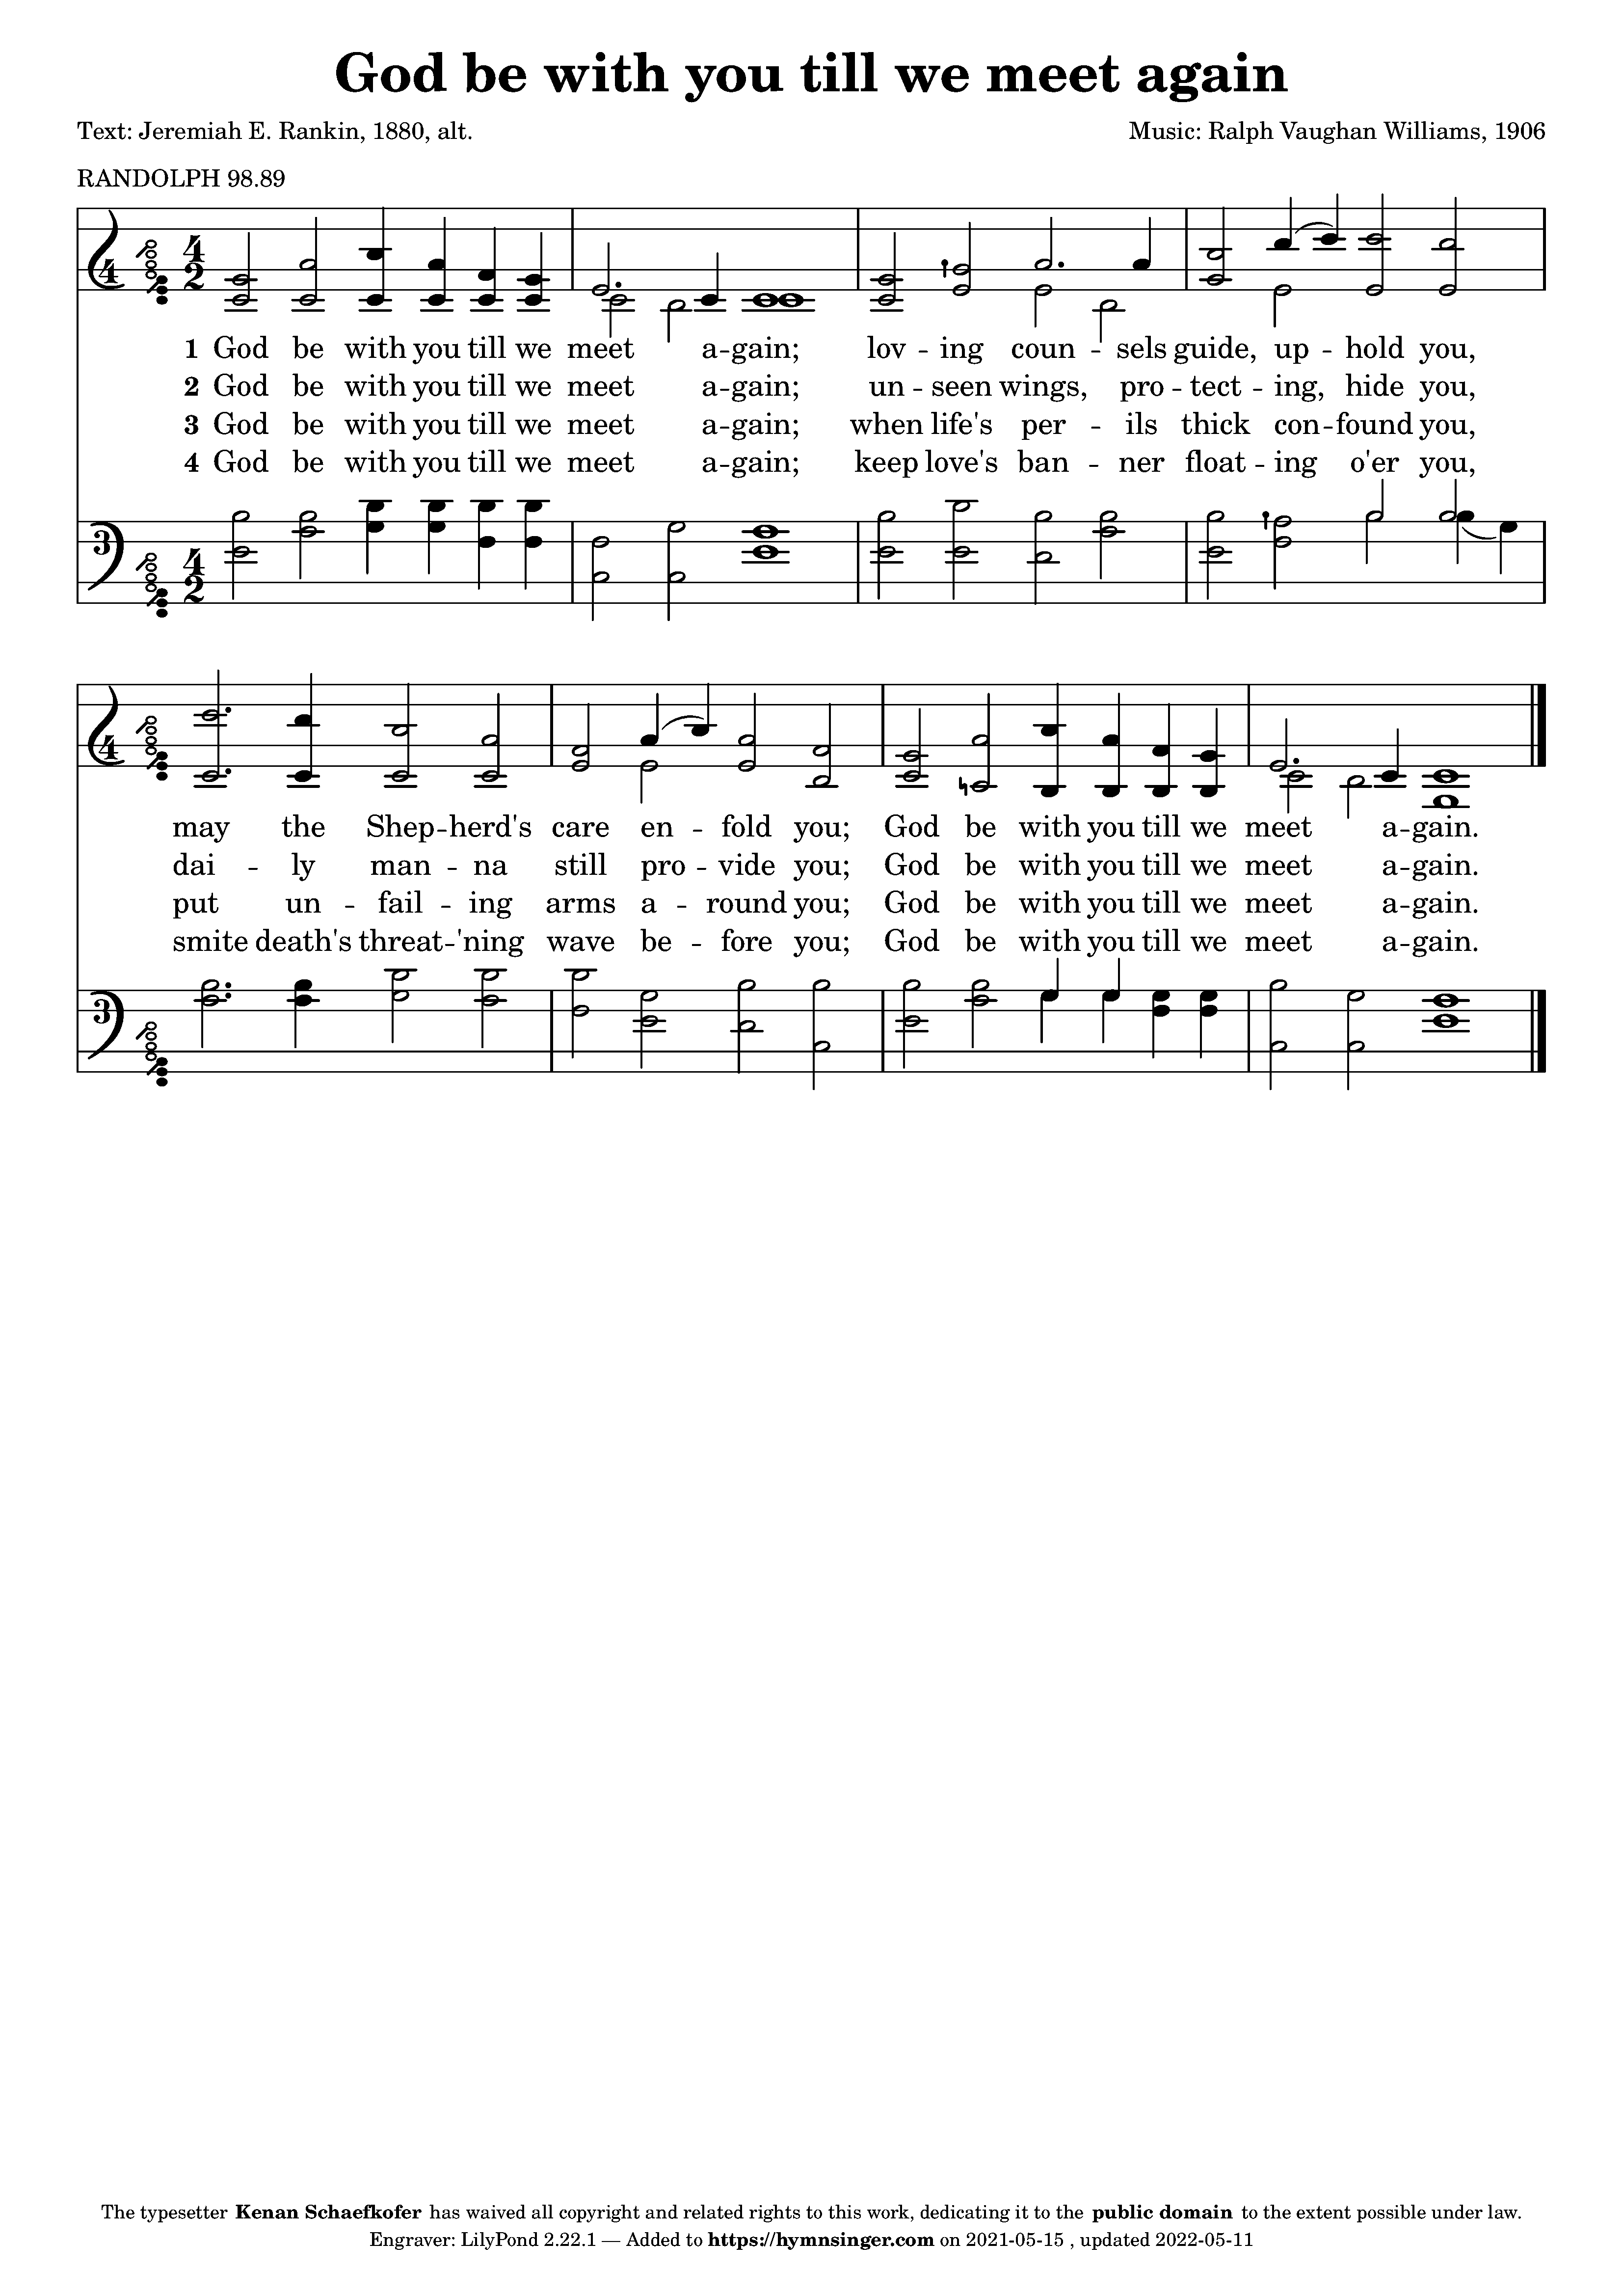 God be with you till we meet again
Text: Jeremiah E. Rankin, 1880, alt.
Music: Ralph Vaughan Williams, 1906
RANDOLPH 98.89
4 4 2
1 God be with you till we meet a-gain; lov - ing coun - sels guide, up - hold you,
2 God be with you till we meet a-gain; un - seen wings, pro - tect - ing, hide you,
3 God be with you till we meet a-gain; when life's per - ils thick con-found you,
4 God be with you till we meet a-gain; keep love's ban - ner float - ing o'er you,
3 4 2
4
may the Shep-herd's care en - fold you; God be with you till we meet a-gain.
dai - ly man - na still pro - vide you; God be with you till we meet a-gain.
put un - fail - ing arms a - round you; God be with you till we meet a-gain.
smite death's threat-'ning wave be - fore you; God be with you till we meet a-gain.
3
The typesetter Kenan Schaefkofer has waived all copyright and related rights to this work, dedicating it to the public domain to the extent possible under law.
Engraver: LilyPond 2.22.1 — Added to https://hymnsinger.com on 2021-05-15 , updated 2022-05-11